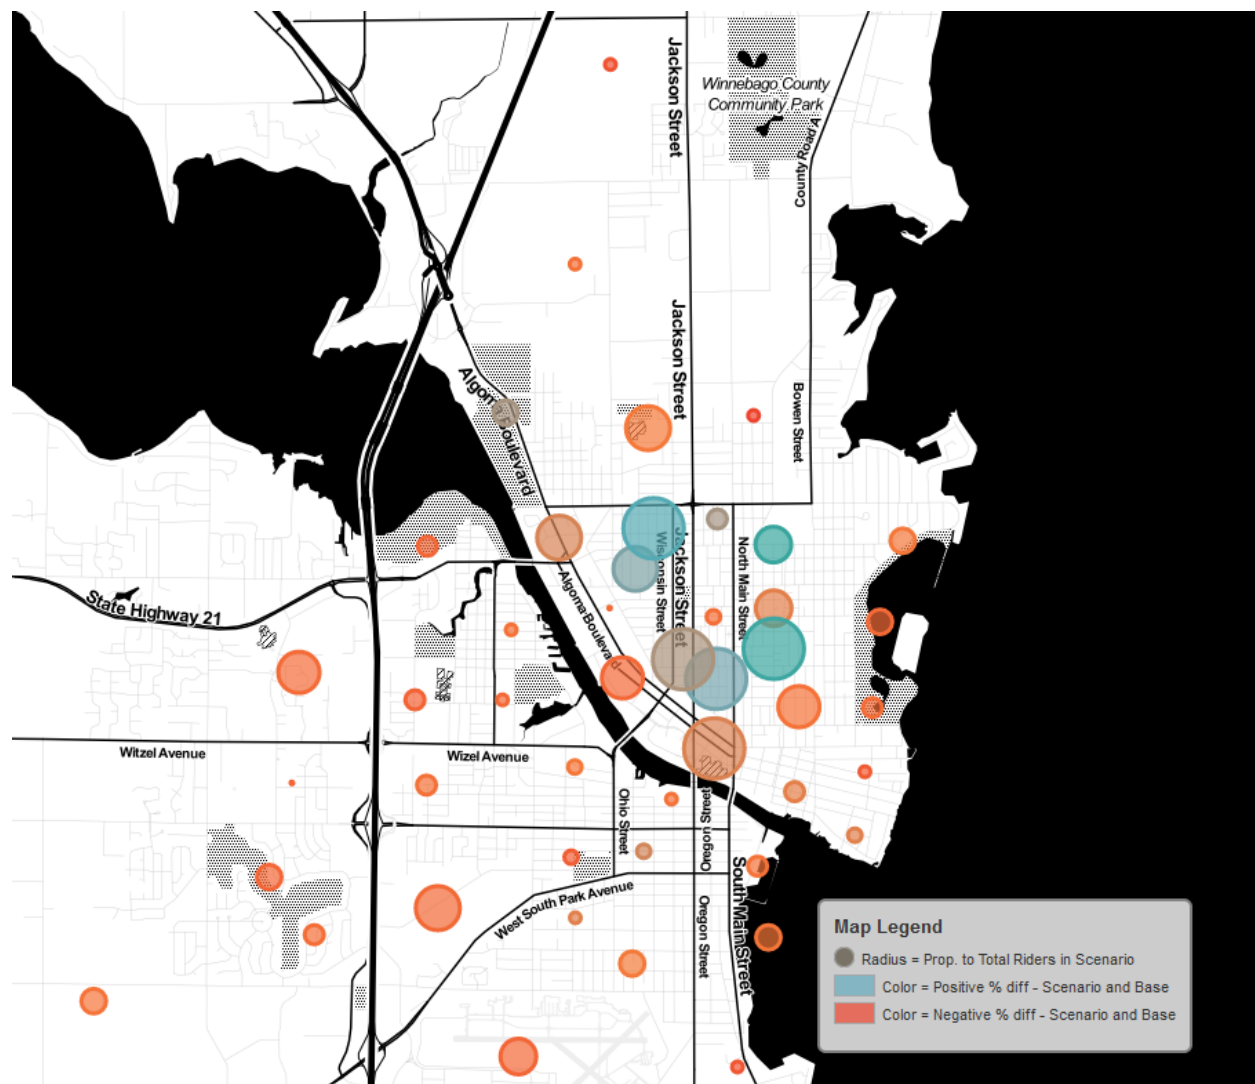 Jackson Street
Winnebago County
Community Park
County Road A
Jackson Street
Algoma Boulevard
Bowen Street
Jackson Street
Wisconsin Street
North Main Street
Algoma Boulevard
State Highway 21
Witzel Avenue
Wizel Avenue
Ohio Street
Oregon Street
West South Park Avenue
Oregon Street
South Main Street
Map Legend
Radius = Prop. to Total Riders in Scenario
Color = Positive % diff - Scenario and Base
Color = Negative % diff - Scenario and Base